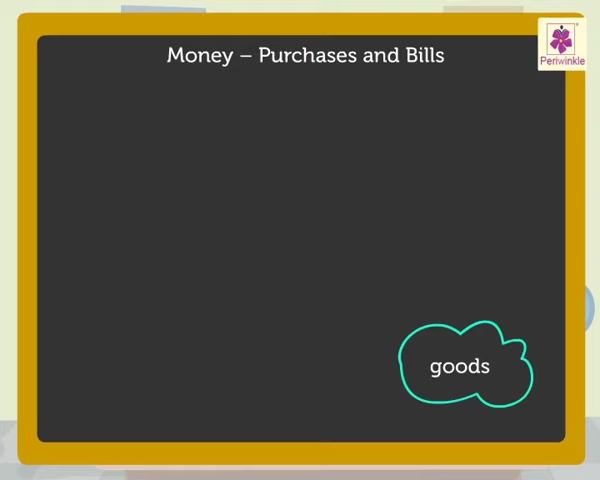 Money – Purchases and Bills
Periwinkle
goods